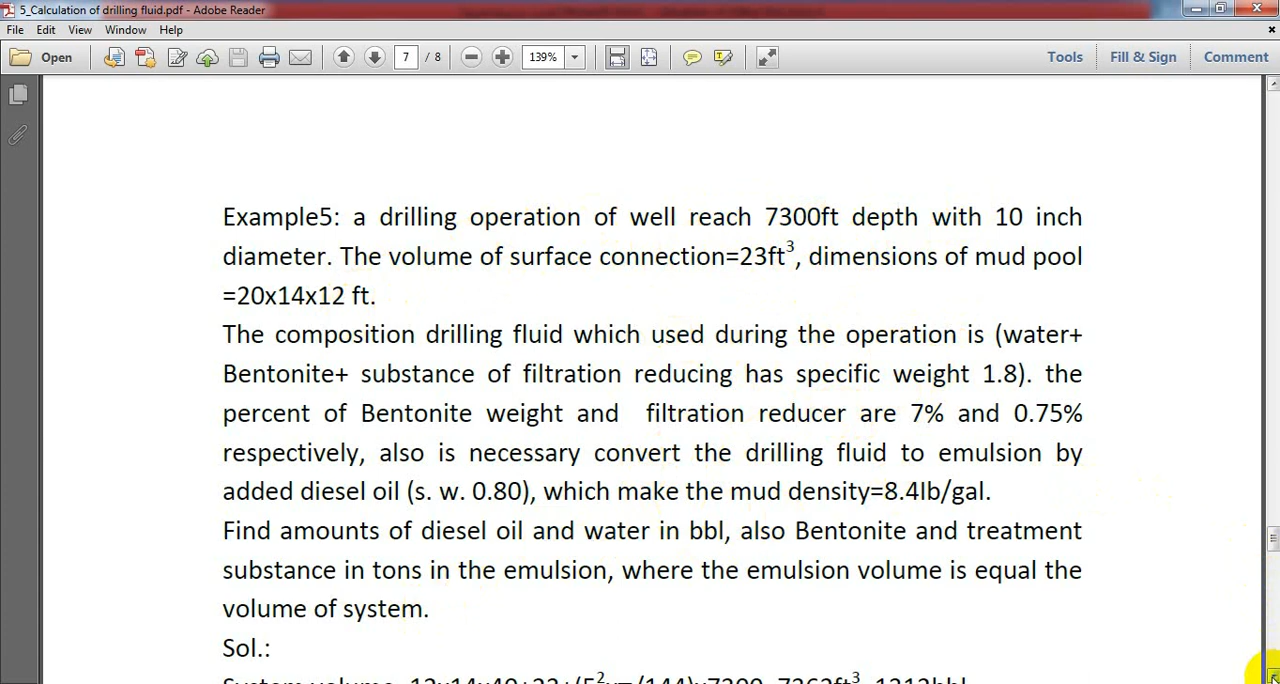 5_Calculation of drilling fluid.pdf - Adobe Reader
File Edit View Window Help
Open 7 / 8 139% Tools Fill & Sign Comment
Example5: a drilling operation of well reach 7300ft depth with 10 inch
diameter. The volume of surface connection=23ft³, dimensions of mud pool
=20x14x12 ft.
The composition drilling fluid which used during the operation is (water+
Bentonite+ substance of filtration reducing has specific weight 1.8). the
percent of Bentonite weight and filtration reducer are 7% and 0.75%
respectively, also is necessary convert the drilling fluid to emulsion by
added diesel oil (s. w. 0.80), which make the mud density=8.4lb/gal.
Find amounts of diesel oil and water in bbl, also Bentonite and treatment
substance in tons in the emulsion, where the emulsion volume is equal the
volume of system.
Sol.: